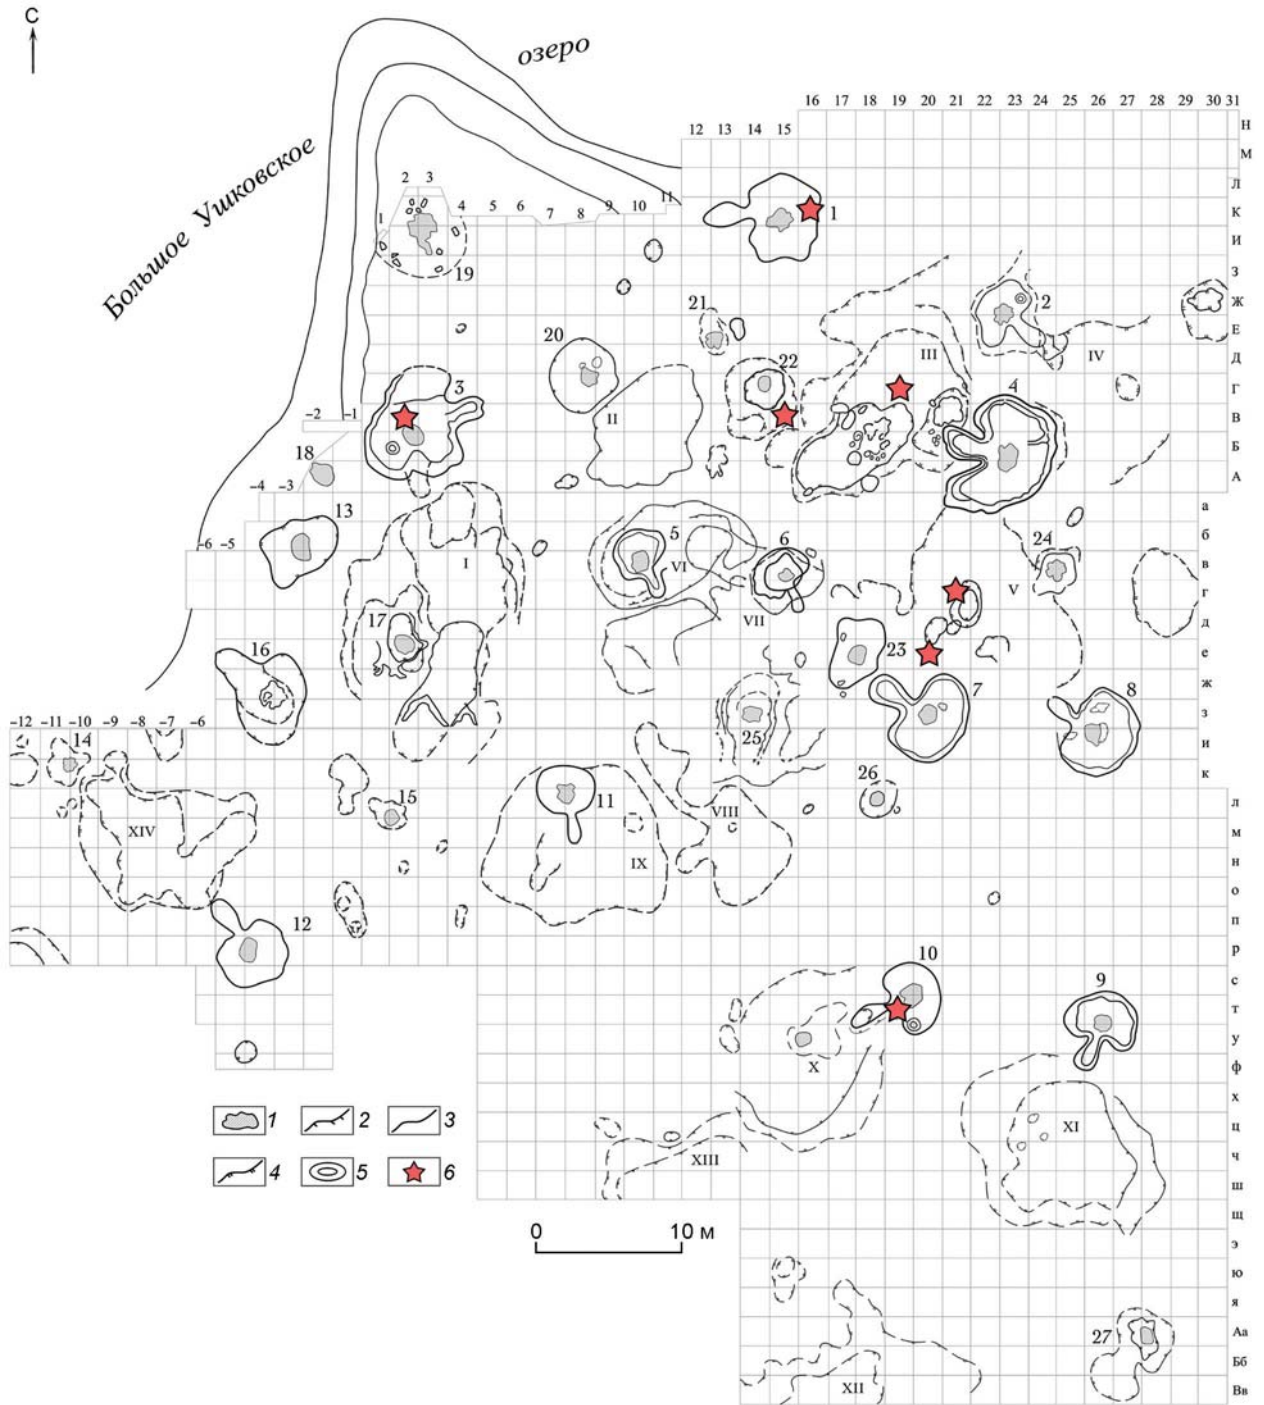 С
озеро
Большое Ушковское
16 17 18 19 20 21 22 23 24 25 26 27 28 29 30 31
12 13 14 15
Н
М
Л
К
И
З
Ж
Е
Д
Г
В
Б
А
2 3
1
4 5 6 7 8 9 10 11
1
19
2
21
20
22
III
IV
3
4
II
–2 –1
18
–4 –3
13
–6 –5
а
б
в
г
д
е
ж
з
и
к
5
6
24
I
VI
V
17
VII
16
23
7
8
–12 –11 –10 –9 –8 –7 –6
14
25
26
15
11
VIII
XIV
IX
л
м
н
о
п
р
с
т
у
ф
х
ц
ч
ш
щ
э
ю
я
Аа
Бб
Вв
12
10
9
X
XI
XIII
1 2 3
4 5 6
0 10 м
27
XII